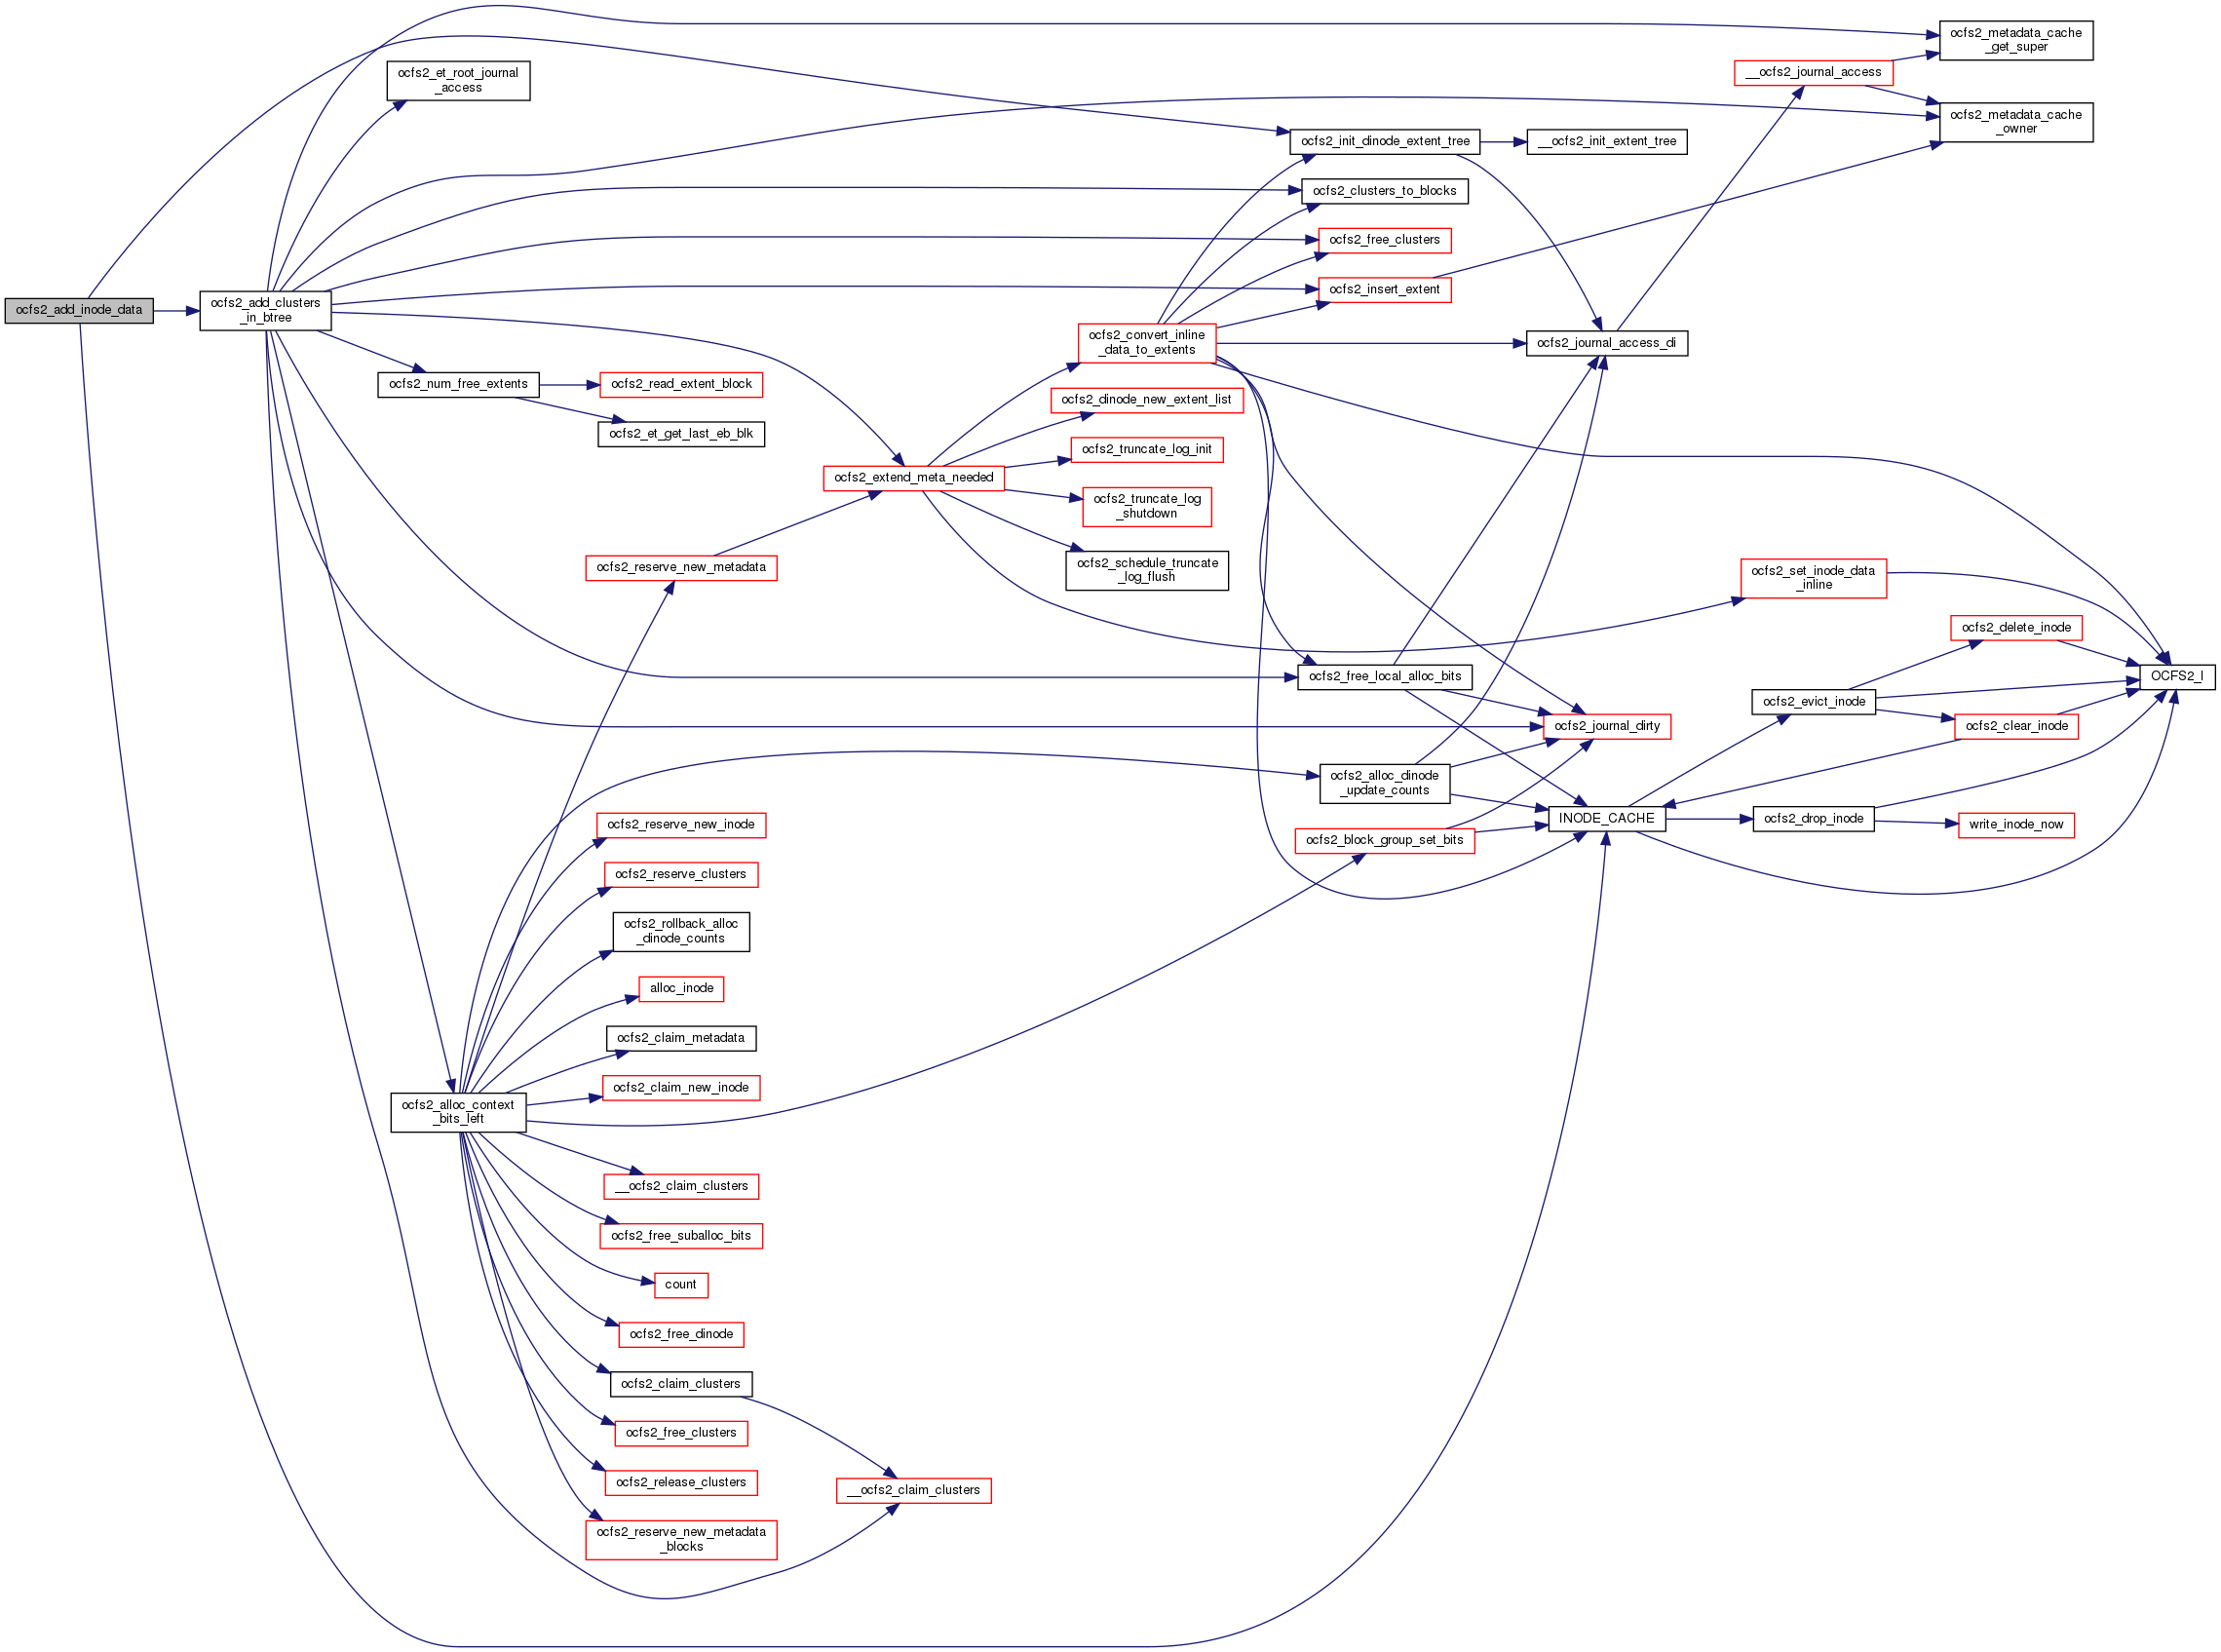 ocfs2_metadata_cache
_get_super
__ocfs2_journal_access
ocfs2_et_root_journal
_access
ocfs2_metadata_cache
_owner
ocfs2_init_dinode_extent_tree
__ocfs2_init_extent_tree
ocfs2_clusters_to_blocks
ocfs2_free_clusters
ocfs2_insert_extent
ocfs2_add_inode_data
ocfs2_add_clusters
_in_btree
ocfs2_convert_inline
_data_to_extents
ocfs2_journal_access_di
ocfs2_num_free_extents
ocfs2_read_extent_block
ocfs2_dinode_new_extent_list
ocfs2_et_get_last_eb_blk
ocfs2_truncate_log_init
ocfs2_extend_meta_needed
ocfs2_truncate_log
_shutdown
ocfs2_reserve_new_metadata
ocfs2_schedule_truncate
_log_flush
ocfs2_set_inode_data
_inline
ocfs2_delete_inode
ocfs2_free_local_alloc_bits
OCFS2_I
ocfs2_evict_inode
ocfs2_journal_dirty
ocfs2_clear_inode
ocfs2_alloc_dinode
_update_counts
INODE_CACHE
ocfs2_drop_inode
write_inode_now
ocfs2_reserve_new_inode
ocfs2_block_group_set_bits
ocfs2_reserve_clusters
ocfs2_rollback_alloc
_dinode_counts
alloc_inode
ocfs2_claim_metadata
ocfs2_claim_new_inode
ocfs2_alloc_context
_bits_left
__ocfs2_claim_clusters
ocfs2_free_suballoc_bits
count
ocfs2_free_dinode
ocfs2_claim_clusters
ocfs2_free_clusters
ocfs2_release_clusters
__ocfs2_claim_clusters
ocfs2_reserve_new_metadata
_blocks